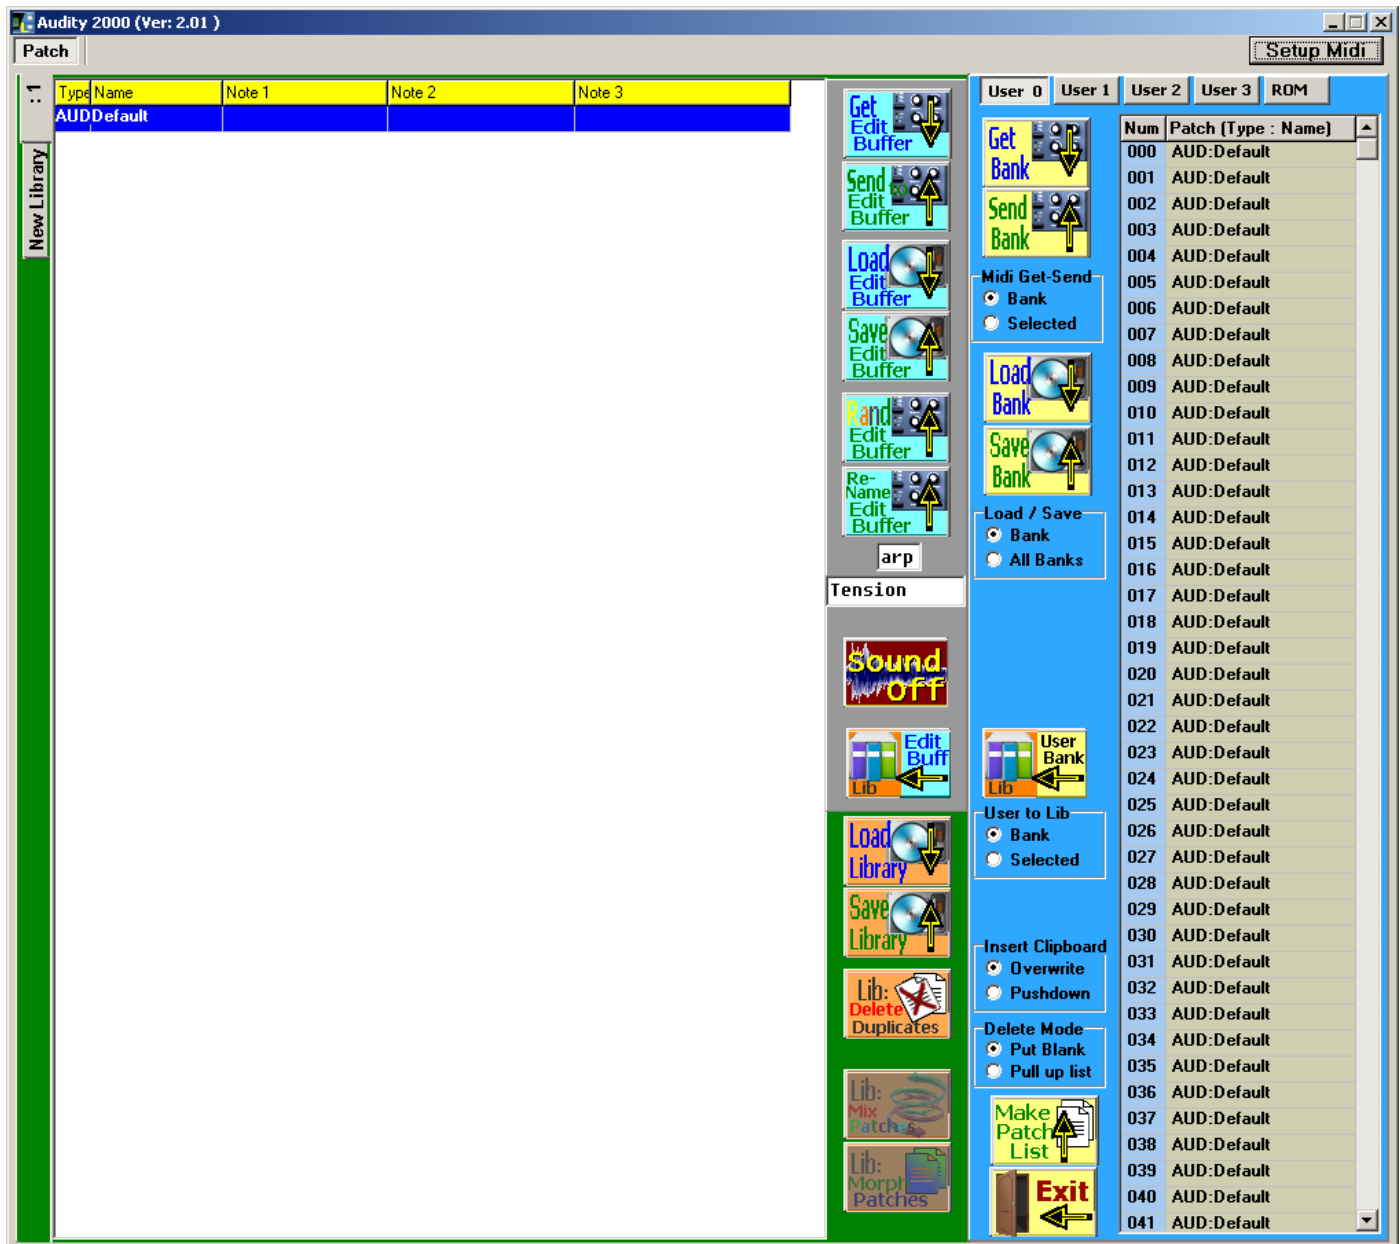 Audity 2000 (Ver: 2.01 )
Patch
Setup Midi
:1
New Library
Type Name Note 1 Note 2 Note 3
AUD Default
Get Edit Buffer
Send to Edit Buffer
Load Edit Buffer
Save Edit Buffer
Rand Edit Buffer
Re-Name Edit Buffer
arp
Tension
Sound Off
Edit Buff
Lib
Load Library
Save Library
Lib: Delete Duplicates
Lib: Mix Patches
Lib: Morph Patches
User 0 User 1 User 2 User 3 ROM
Get Bank
Send Bank
Midi Get-Send
Bank
Selected
Load Bank
Save Bank
Load / Save
Bank
All Banks
User Bank
Lib
User to Lib
Bank
Selected
Insert Clipboard
Overwrite
Pushdown
Delete Mode
Put Blank
Pull up list
Make Patch List
Exit
Num Patch (Type : Name)
000 AUD:Default
001 AUD:Default
002 AUD:Default
003 AUD:Default
004 AUD:Default
005 AUD:Default
006 AUD:Default
007 AUD:Default
008 AUD:Default
009 AUD:Default
010 AUD:Default
011 AUD:Default
012 AUD:Default
013 AUD:Default
014 AUD:Default
015 AUD:Default
016 AUD:Default
017 AUD:Default
018 AUD:Default
019 AUD:Default
020 AUD:Default
021 AUD:Default
022 AUD:Default
023 AUD:Default
024 AUD:Default
025 AUD:Default
026 AUD:Default
027 AUD:Default
028 AUD:Default
029 AUD:Default
030 AUD:Default
031 AUD:Default
032 AUD:Default
033 AUD:Default
034 AUD:Default
035 AUD:Default
036 AUD:Default
037 AUD:Default
038 AUD:Default
039 AUD:Default
040 AUD:Default
041 AUD:Default